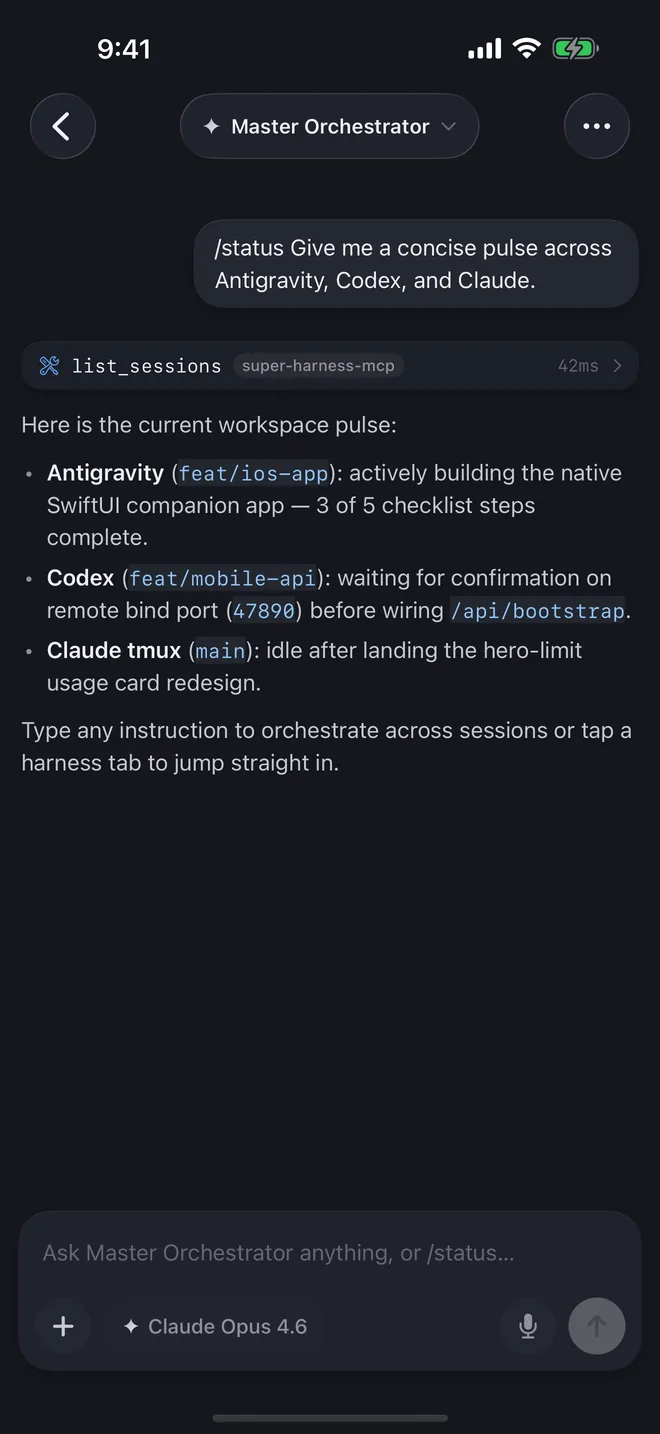 9:41
Master Orchestrator
/status Give me a concise pulse across
Antigravity, Codex, and Claude.
list_sessions super-harness-mcp 42ms
Here is the current workspace pulse:
• Antigravity (feat/ios-app): actively building the native
SwiftUI companion app — 3 of 5 checklist steps
complete.
• Codex (feat/mobile-api): waiting for confirmation on
remote bind port (47890) before wiring /api/bootstrap.
• Claude tmux (main): idle after landing the hero-limit
usage card redesign.
Type any instruction to orchestrate across sessions or tap a
harness tab to jump straight in.
Ask Master Orchestrator anything, or /status...
Claude Opus 4.6